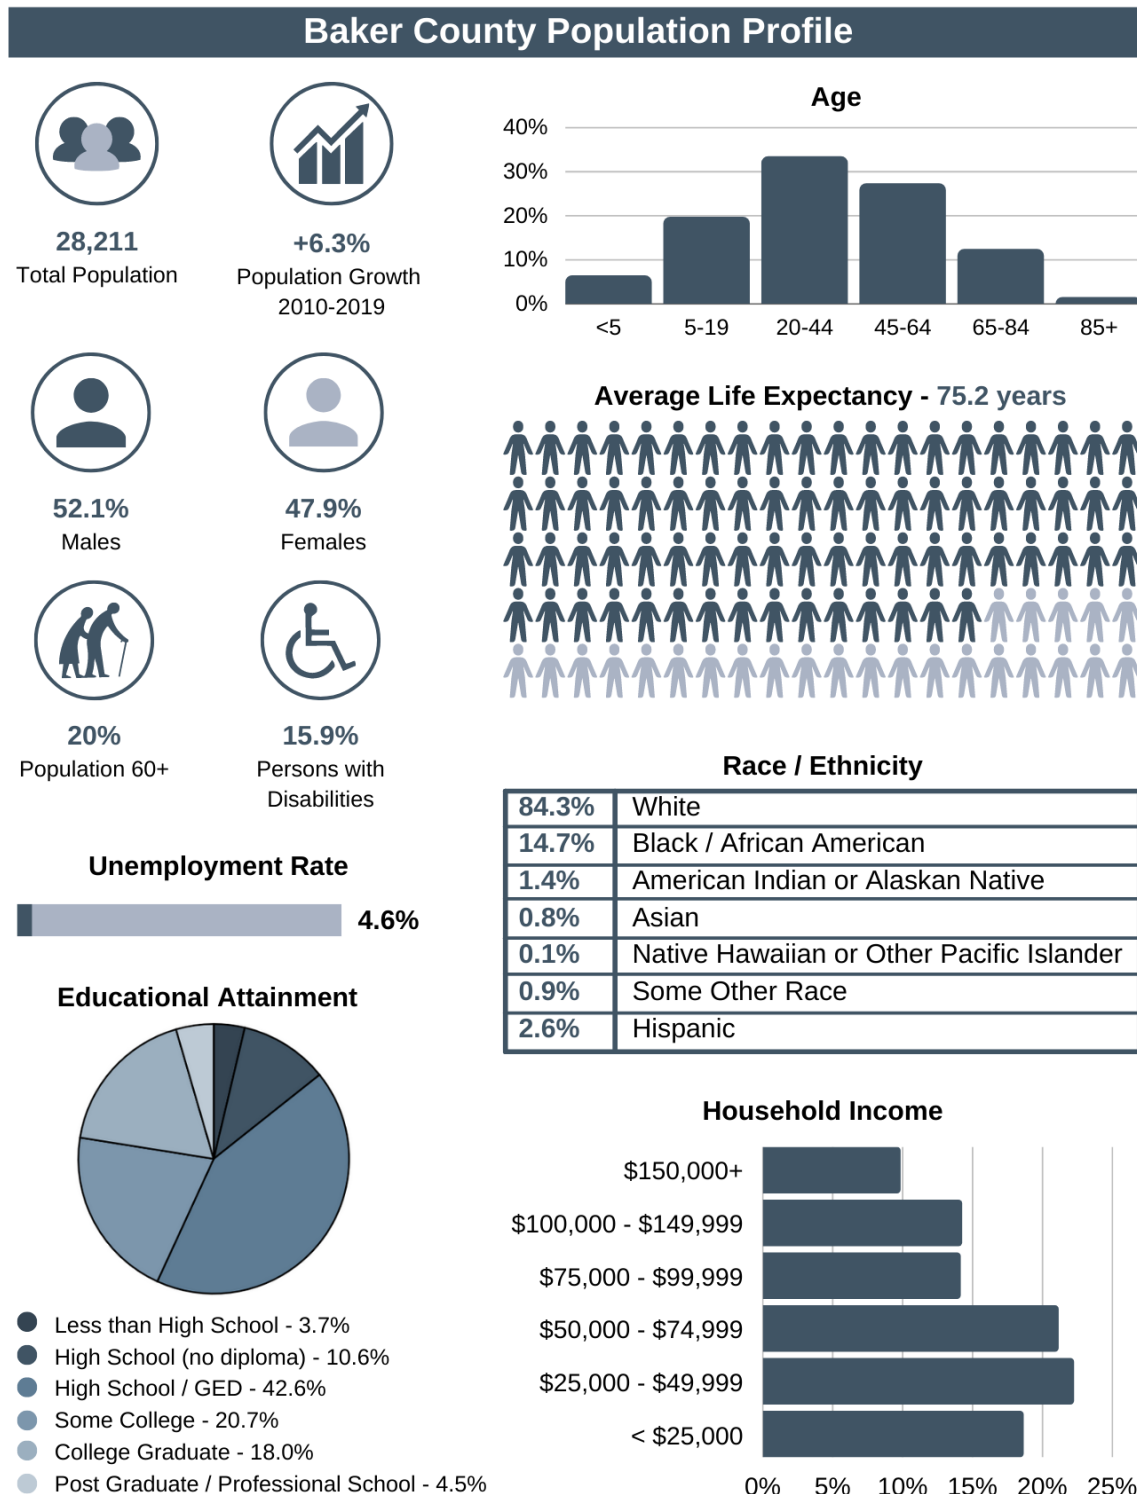 Baker County Population Profile
28,211
Total Population
+6.3%
Population Growth
2010-2019
52.1%
Males
47.9%
Females
20%
Population 60+
15.9%
Persons with
Disabilities
Unemployment Rate
4.6%
Educational Attainment
Less than High School - 3.7%
High School (no diploma) - 10.6%
High School / GED - 42.6%
Some College - 20.7%
College Graduate - 18.0%
Post Graduate / Professional School - 4.5%
Age
40%
30%
20%
10%
0%
<5 5-19 20-44 45-64 65-84 85+
Average Life Expectancy - 75.2 years
Race / Ethnicity
84.3% White
14.7% Black / African American
1.4% American Indian or Alaskan Native
0.8% Asian
0.1% Native Hawaiian or Other Pacific Islander
0.9% Some Other Race
2.6% Hispanic
Household Income
$150,000+
$100,000 - $149,999
$75,000 - $99,999
$50,000 - $74,999
$25,000 - $49,999
< $25,000
0% 5% 10% 15% 20% 25%